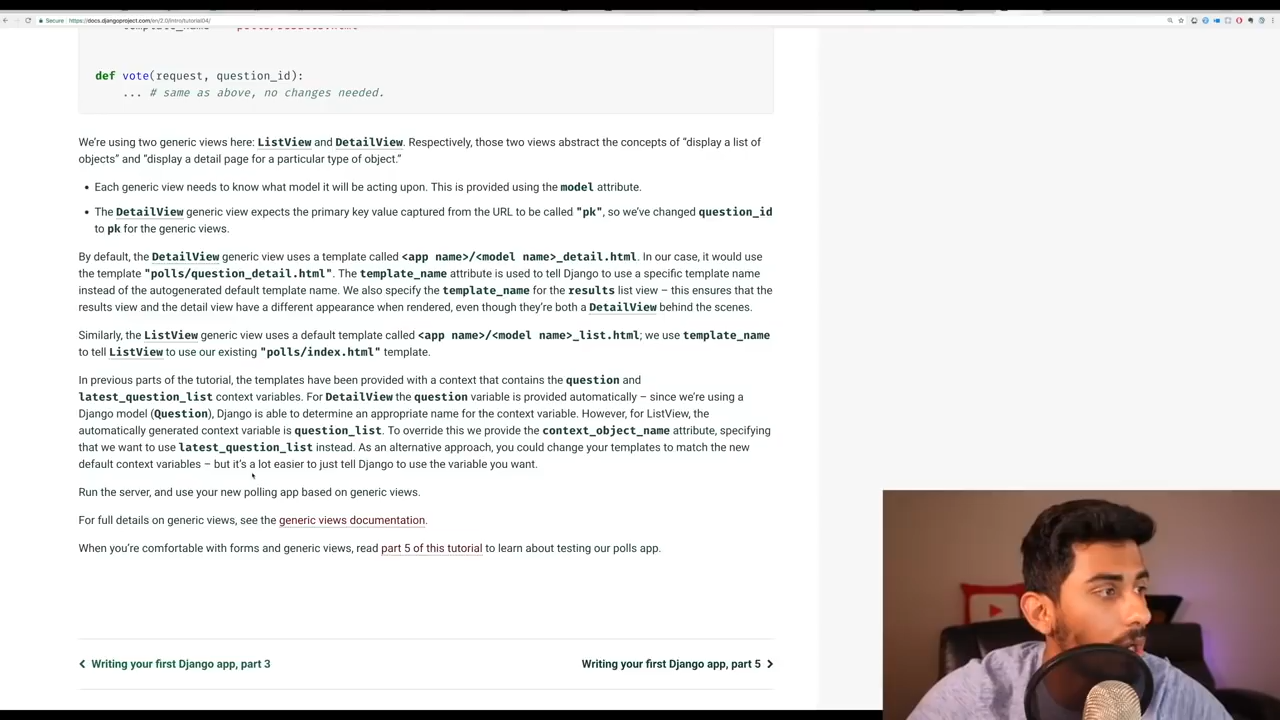 Secure | https://docs.djangoproject.com/en/2.0/intro/tutorial04/
def vote(request, question_id):
... # same as above, no changes needed.
We're using two generic views here: ListView and DetailView. Respectively, those two views abstract the concepts of “display a list of
objects” and “display a detail page for a particular type of object.”
• Each generic view needs to know what model it will be acting upon. This is provided using the model attribute.
• The DetailView generic view expects the primary key value captured from the URL to be called "pk", so we've changed question_id
to pk for the generic views.
By default, the DetailView generic view uses a template called <app name>/<model name>_detail.html. In our case, it would use
the template "polls/question_detail.html". The template_name attribute is used to tell Django to use a specific template name
instead of the autogenerated default template name. We also specify the template_name for the results list view – this ensures that the
results view and the detail view have a different appearance when rendered, even though they're both a DetailView behind the scenes.
Similarly, the ListView generic view uses a default template called <app name>/<model name>_list.html; we use template_name
to tell ListView to use our existing "polls/index.html" template.
In previous parts of the tutorial, the templates have been provided with a context that contains the question and
latest_question_list context variables. For DetailView the question variable is provided automatically – since we're using a
Django model (Question), Django is able to determine an appropriate name for the context variable. However, for ListView, the
automatically generated context variable is question_list. To override this we provide the context_object_name attribute, specifying
that we want to use latest_question_list instead. As an alternative approach, you could change your templates to match the new
default context variables – but it's a lot easier to just tell Django to use the variable you want.
Run the server, and use your new polling app based on generic views.
For full details on generic views, see the generic views documentation.
When you're comfortable with forms and generic views, read part 5 of this tutorial to learn about testing our polls app.
Writing your first Django app, part 3
Writing your first Django app, part 5